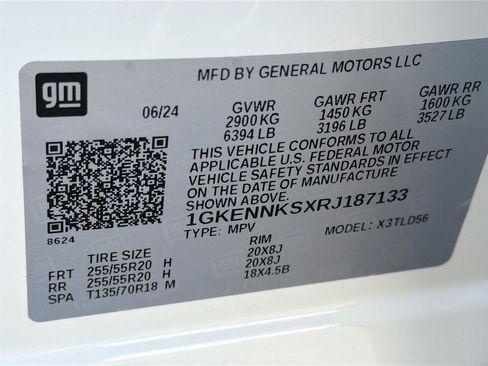 gm
MFD BY GENERAL MOTORS LLC
06/24 GVWR GAWR FRT GAWR RR
2900 KG 1450 KG 1600 KG
6394 LB 3196 LB 3527 LB
THIS VEHICLE CONFORMS TO ALL
APPLICABLE U.S. FEDERAL MOTOR
VEHICLE SAFETY STANDARDS IN EFFECT
ON THE DATE OF MANUFACTURE
SHOWN ABOVE.
1GKENNKSXRJ187133
8624 TYPE: MPV MODEL: X3TLD56
TIRE SIZE RIM
FRT 255/55R20 H 20X8J
RR 255/55R20 H 20X8J
SPA T135/70R18 M 18X4.5B